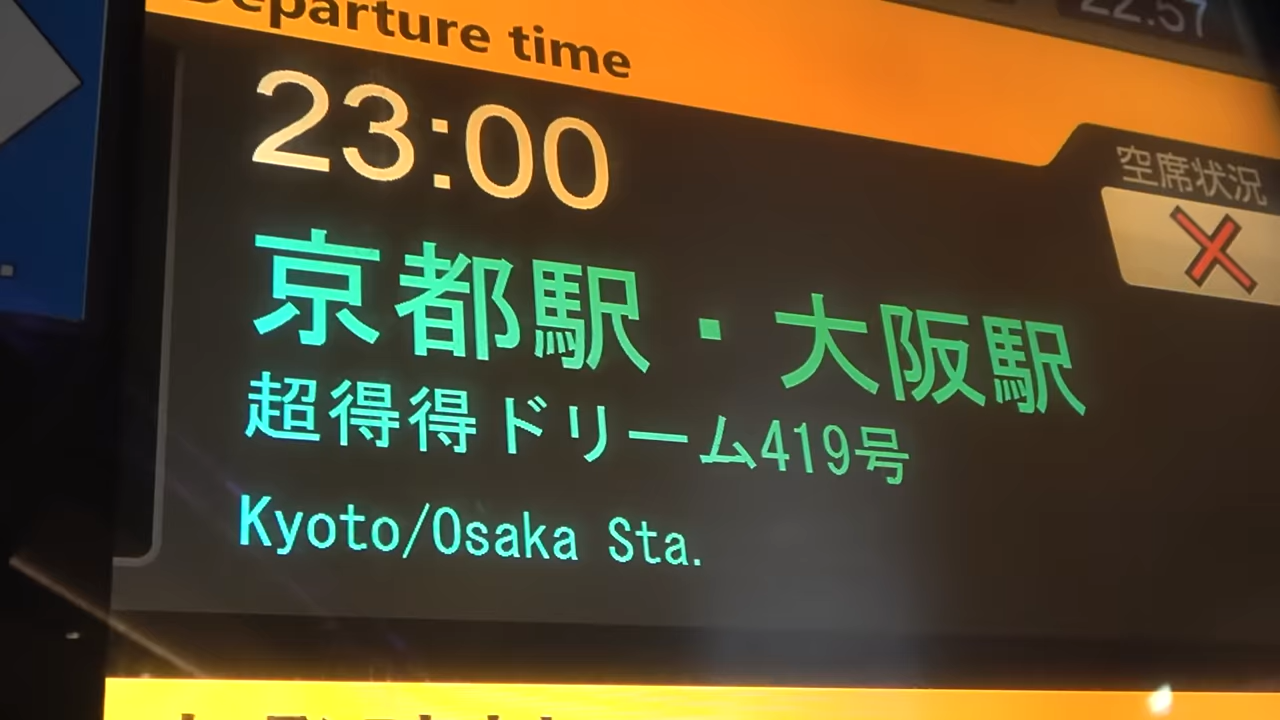 Departure time
22:57
23:00
空席状況
京都駅・大阪駅
超得得ドリーム419号
Kyoto/Osaka Sta.